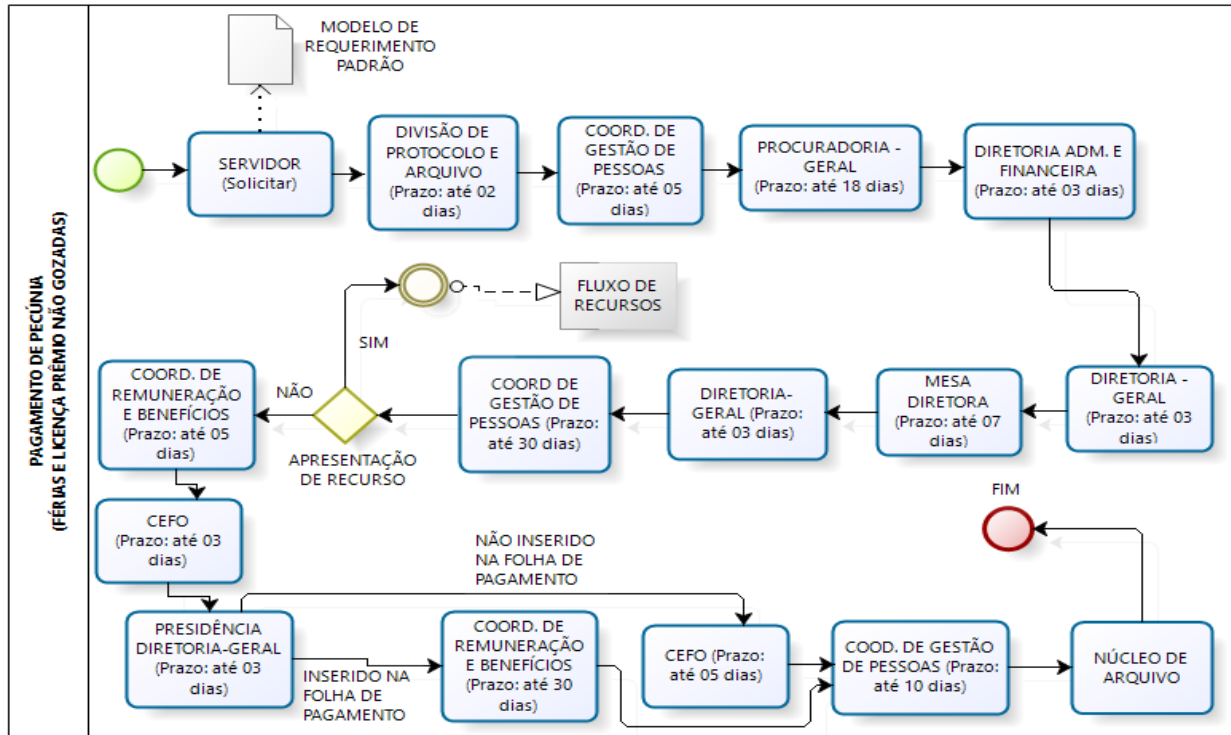 PAGAMENTO DE PECÚNIA
(FÉRIAS E LICENÇA PRÊMIO NÃO GOZADAS)
MODELO DE
REQUERIMENTO
PADRÃO
SERVIDOR
(Solicitar)
DIVISÃO DE
PROTOCOLO E
ARQUIVO
(Prazo: até 02
dias)
COORD. DE
GESTÃO DE
PESSOAS
(Prazo: até 05
dias)
PROCURADORIA -
GERAL
(Prazo: até 18 dias)
DIRETORIA ADM. E
FINANCEIRA
(Prazo: até 03 dias)
DIRETORIA -
GERAL
(Prazo: até 03
dias)
MESA
DIRETORA
(Prazo: até 07
dias)
DIRETORIA-
GERAL (Prazo:
até 03 dias)
COORD DE
GESTÃO DE
PESSOAS (Prazo:
até 30 dias)
APRESENTAÇÃO
DE RECURSO
SIM
FLUXO DE
RECURSOS
NÃO
COORD. DE
REMUNERAÇÃO
E BENEFÍCIOS
(Prazo: até 05
dias)
CEFO
(Prazo: até 03
dias)
PRESIDÊNCIA
DIRETORIA-GERAL
(Prazo: até 03
dias)
NÃO INSERIDO
NA FOLHA DE
PAGAMENTO
INSERIDO NA
FOLHA DE
PAGAMENTO
COORD. DE
REMUNERAÇÃO
E BENEFÍCIOS
(Prazo: até 30
dias)
CEFO (Prazo:
até 05 dias)
COOD. DE GESTÃO
DE PESSOAS (Prazo:
até 10 dias)
NÚCLEO DE
ARQUIVO
FIM